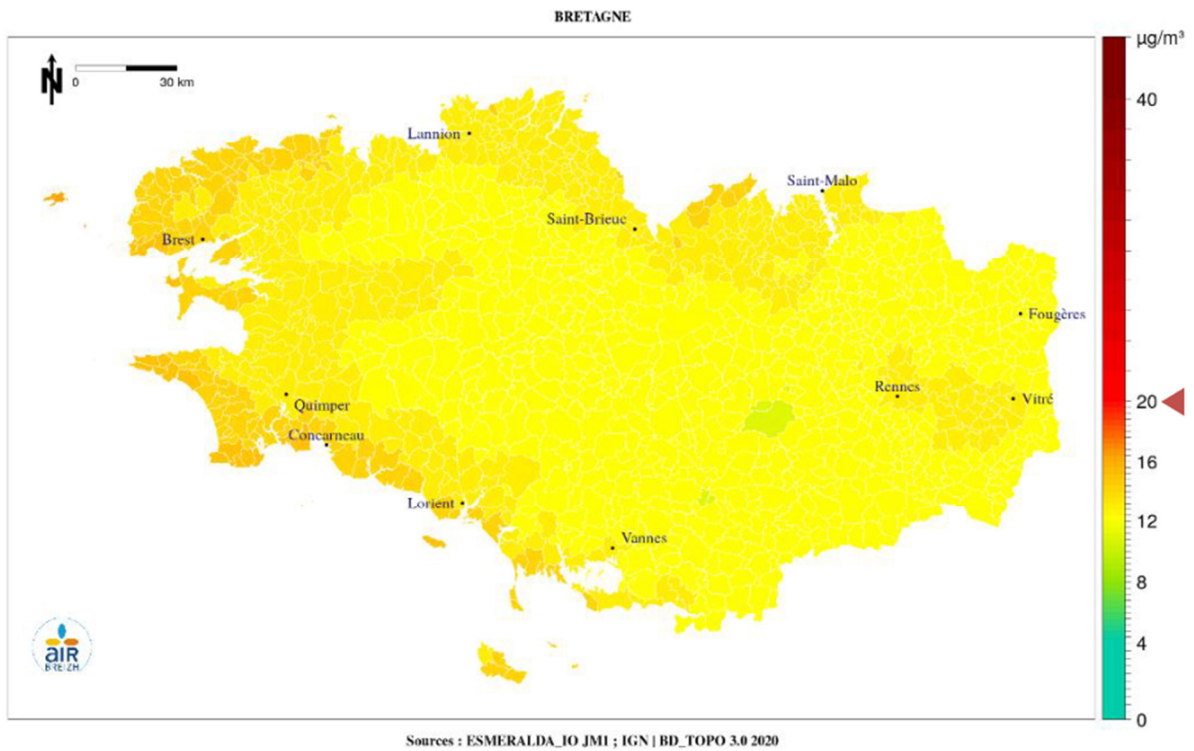 BRETAGNE
µg/m³
N
0 30 km
40
Lannion
Saint-Malo
Saint-Brieuc
Brest
Fougères
Rennes
Vitré
20
Quimper
Concarneau
16
Lorient
12
Vannes
8
aiR
BREIZH
4
0
Sources : ESMERALDA_IO JM1 ; IGN | BD_TOPO 3.0 2020